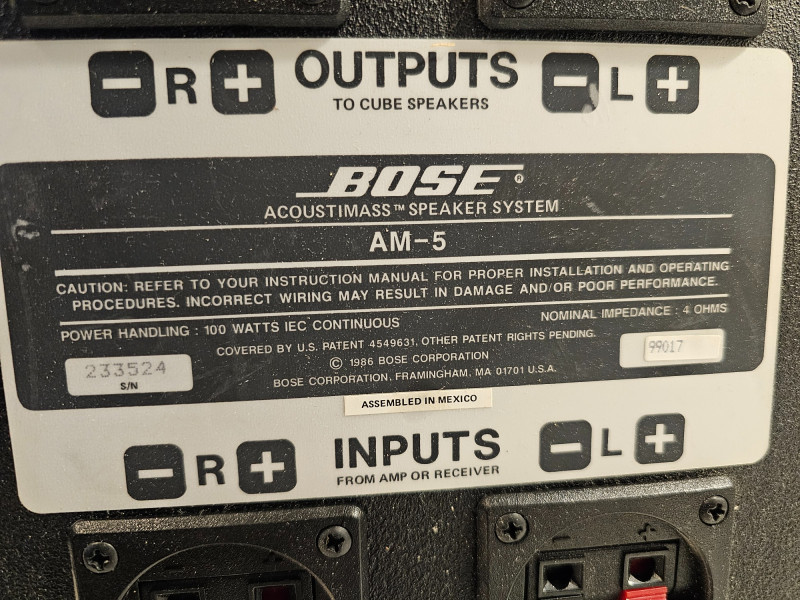 − R + OUTPUTS − L +
TO CUBE SPEAKERS
BOSE®
ACOUSTIMASS™ SPEAKER SYSTEM
AM-5
CAUTION: REFER TO YOUR INSTRUCTION MANUAL FOR PROPER INSTALLATION AND OPERATING
PROCEDURES. INCORRECT WIRING MAY RESULT IN DAMAGE AND/OR POOR PERFORMANCE.
POWER HANDLING : 100 WATTS IEC CONTINUOUS
NOMINAL IMPEDANCE : 4 OHMS
COVERED BY U.S. PATENT 4549631. OTHER PATENT RIGHTS PENDING.
© 1986 BOSE CORPORATION
BOSE CORPORATION, FRAMINGHAM, MA 01701 U.S.A.
233524
S/N
99017
ASSEMBLED IN MEXICO
− R + INPUTS − L +
FROM AMP OR RECEIVER